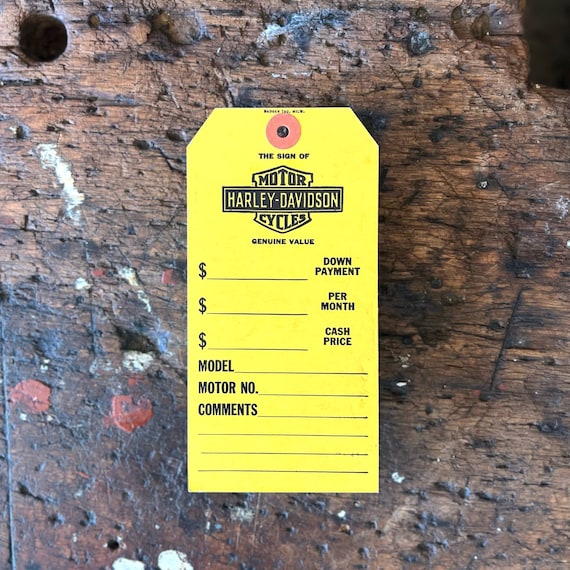 THE SIGN OF
MOTOR
HARLEY-DAVIDSON
CYCLES
GENUINE VALUE
$ DOWN
PAYMENT
$ PER
MONTH
$ CASH
PRICE
MODEL
MOTOR NO.
COMMENTS